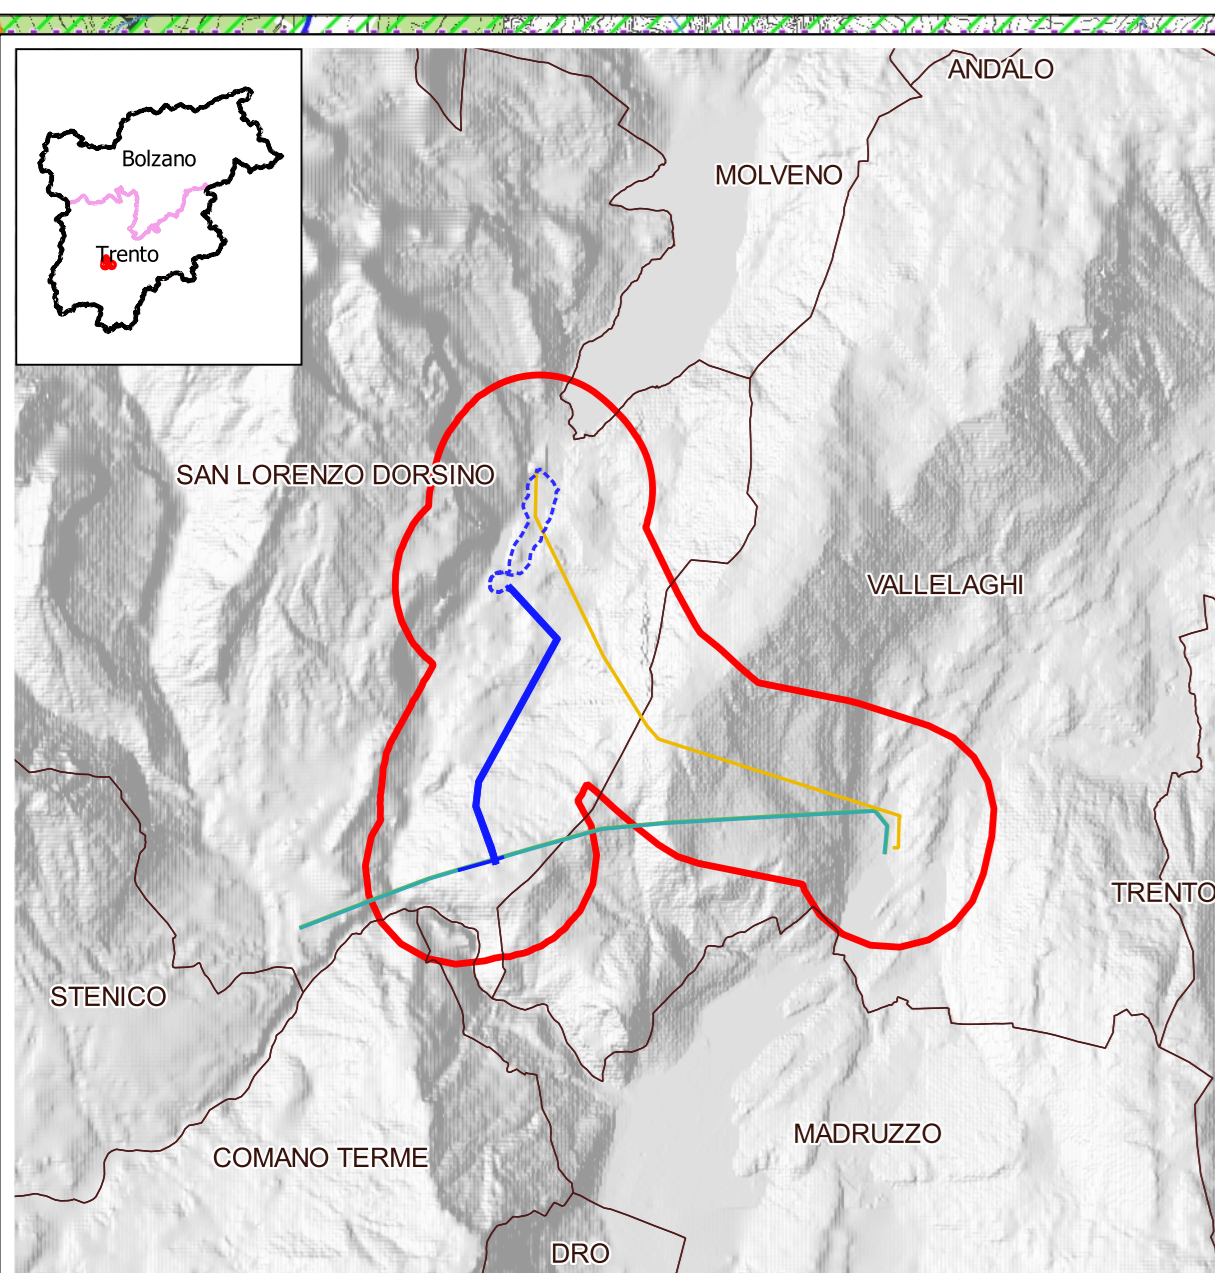 ANDALO
Bolzano
MOLVENO
Trento
SAN LORENZO DORSINO
VALLELAGHI
TRENTO
STENICO
MADRUZZO
COMANO TERME
DRO